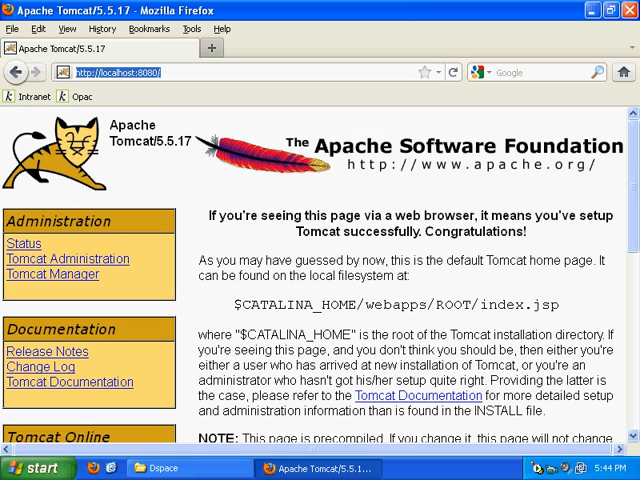 Apache Tomcat/5.5.17 - Mozilla Firefox
File Edit View History Bookmarks Tools Help
Apache Tomcat/5.5.17
http://localhost:8080/
Google
Intranet Opac
Apache
Tomcat/5.5.17
The Apache Software Foundation
http://www.apache.org/
Administration
Status
Tomcat Administration
Tomcat Manager
Documentation
Release Notes
Change Log
Tomcat Documentation
Tomcat Online
If you're seeing this page via a web browser, it means you've setup
Tomcat successfully. Congratulations!
As you may have guessed by now, this is the default Tomcat home page. It
can be found on the local filesystem at:
$CATALINA_HOME/webapps/ROOT/index.jsp
where "$CATALINA_HOME" is the root of the Tomcat installation directory. If
you're seeing this page, and you don't think you should be, then either you're
either a user who has arrived at new installation of Tomcat, or you're an
administrator who hasn't got his/her setup quite right. Providing the latter is
the case, please refer to the Tomcat Documentation for more detailed setup
and administration information than is found in the INSTALL file.
NOTE: This page is precompiled. If you change it, this page will not change
start
Dspace
Apache Tomcat/5.5.1...
5:44 PM